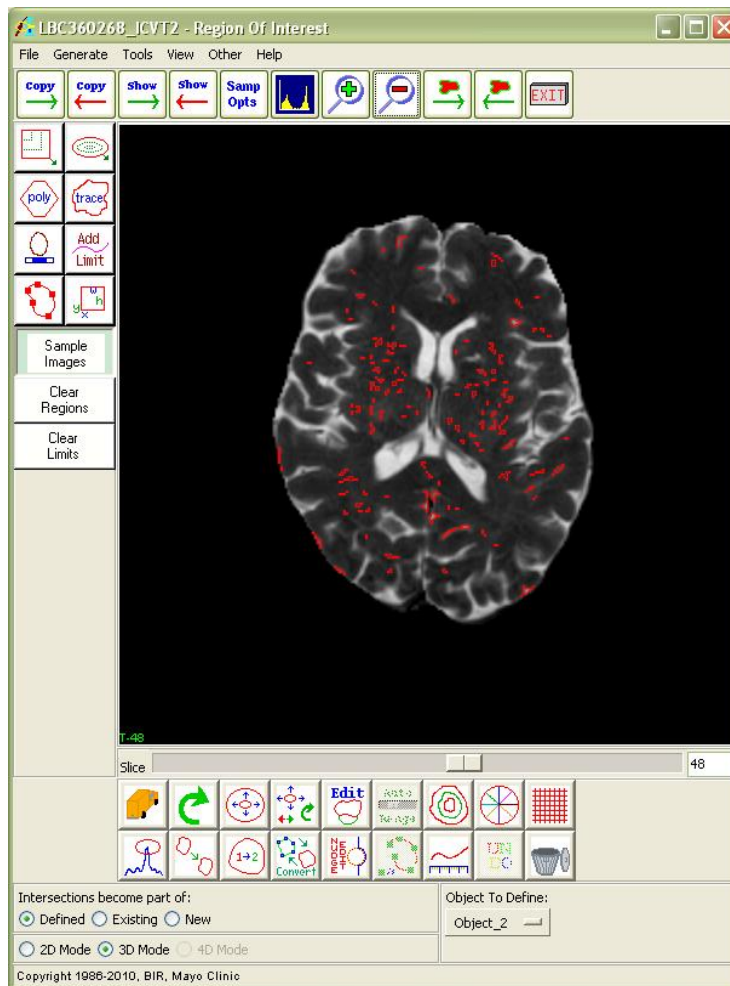 LBC360268_ICVT2 - Region Of Interest
File Generate Tools View Other Help
Copy Copy Show Show Samp Opts EXIT
poly trace
Add Limit
y x w h
Sample Images
Clear Regions
Clear Limits
T-48
Slice 48
Edit Auto
1→2 Convert NUDGE EDIT
Intersections become part of:
Defined Existing New
Object To Define:
Object_2
2D Mode 3D Mode 4D Mode
Copyright 1986-2010, BIR, Mayo Clinic